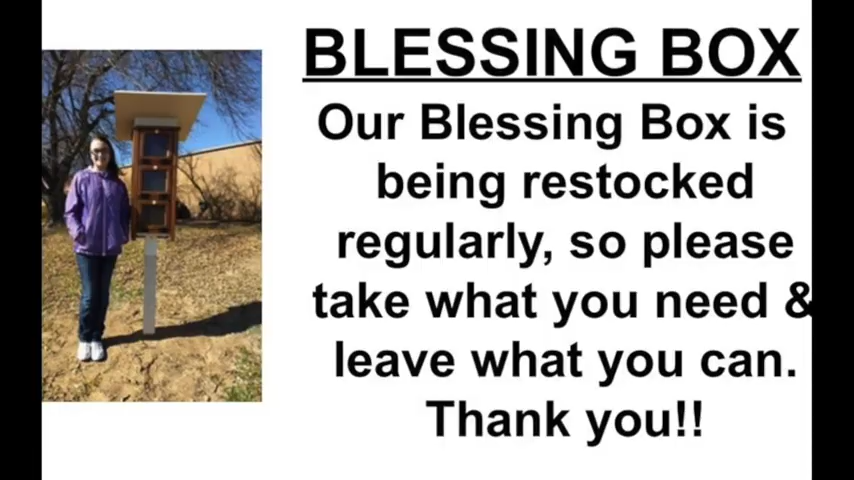 BLESSING BOX
Our Blessing Box is
being restocked
regularly, so please
take what you need &
leave what you can.
Thank you!!